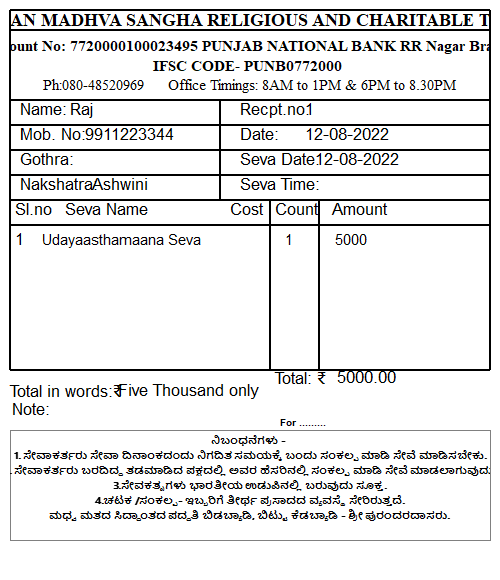 AN MADHVA SANGHA RELIGIOUS AND CHARITABLE T
ount No: 7720000100023495 PUNJAB NATIONAL BANK RR Nagar Bra
IFSC CODE- PUNB0772000
Ph:080-48520969 Office Timings: 8AM to 1PM & 6PM to 8.30PM
Name: Raj Recpt.no1
Mob. No:9911223344 Date: 12-08-2022
Gothra: Seva Date12-08-2022
NakshatraAshwini Seva Time:
Sl.no Seva Name Cost Count Amount
1 Udayaasthamaana Seva 1 5000
Total: ₹ 5000.00
Total in words:₹Five Thousand only
Note:
For .........
ನಿಬಂಧನೆಗಳು -
1.ಸೇವಾಕರ್ತರು ಸೇವಾ ದಿನಾಂಕದಂದು ನಿಗದಿತ ಸಮಯಕ್ಕೆ ಬಂದು ಸಂಕಲ್ಪ ಮಾಡಿ ಸೇವೆ ಮಾಡಿಸಬೇಕು.
.ಸೇವಾಕರ್ತರು ಬರದಿದ್ದ ತಡಮಾಡಿದ ಪಕ್ಷದಲ್ಲಿ ಅವರ ಹೆಸರಿನಲ್ಲಿ ಸಂಕಲ್ಪ ಮಾಡಿ ಸೇವೆ ಮಾಡಲಾಗುವುದು
3.ಸೇವಕರ್ತೃಗಳು ಭಾರತೀಯ ಉಡುಪಿನಲ್ಲಿ ಬರುವುದು ಸೂಕ್ತ.
4.ಚಟಕ /ಸಂಕಲ್ಪ- ಇಬ್ಬರಿಗೆ ತೀರ್ಥ ಪ್ರಸಾದದ ವ್ಯವಸ್ಥೆ ಸೇರಿರುತ್ತದೆ.
ಮಧ್ವ ಮತದ ಸಿದ್ಧಾಂತದ ಪದ್ಧತಿ ಬಿಡಬ್ಯಾಡಿ, ಬಿಟ್ಟು ಕೆಡಬ್ಯಾಡಿ - ಶ್ರೀ ಪುರಂದರದಾಸರು.